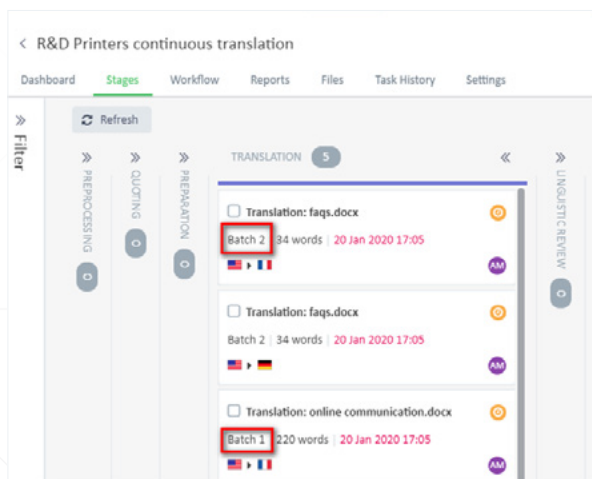 < R&D Printers continuous translation
Dashboard Stages Workflow Reports Files Task History Settings
Refresh
Filter
PREPROCESSING 0
QUOTING 0
PREPARATION 0
TRANSLATION 5
Translation: faqs.docx
Batch 2 | 34 words | 20 Jan 2020 17:05
AM
Translation: faqs.docx
Batch 2 | 34 words | 20 Jan 2020 17:05
AM
Translation: online communication.docx
Batch 1 | 220 words | 20 Jan 2020 17:05
AM
LINGUISTIC REVIEW 0